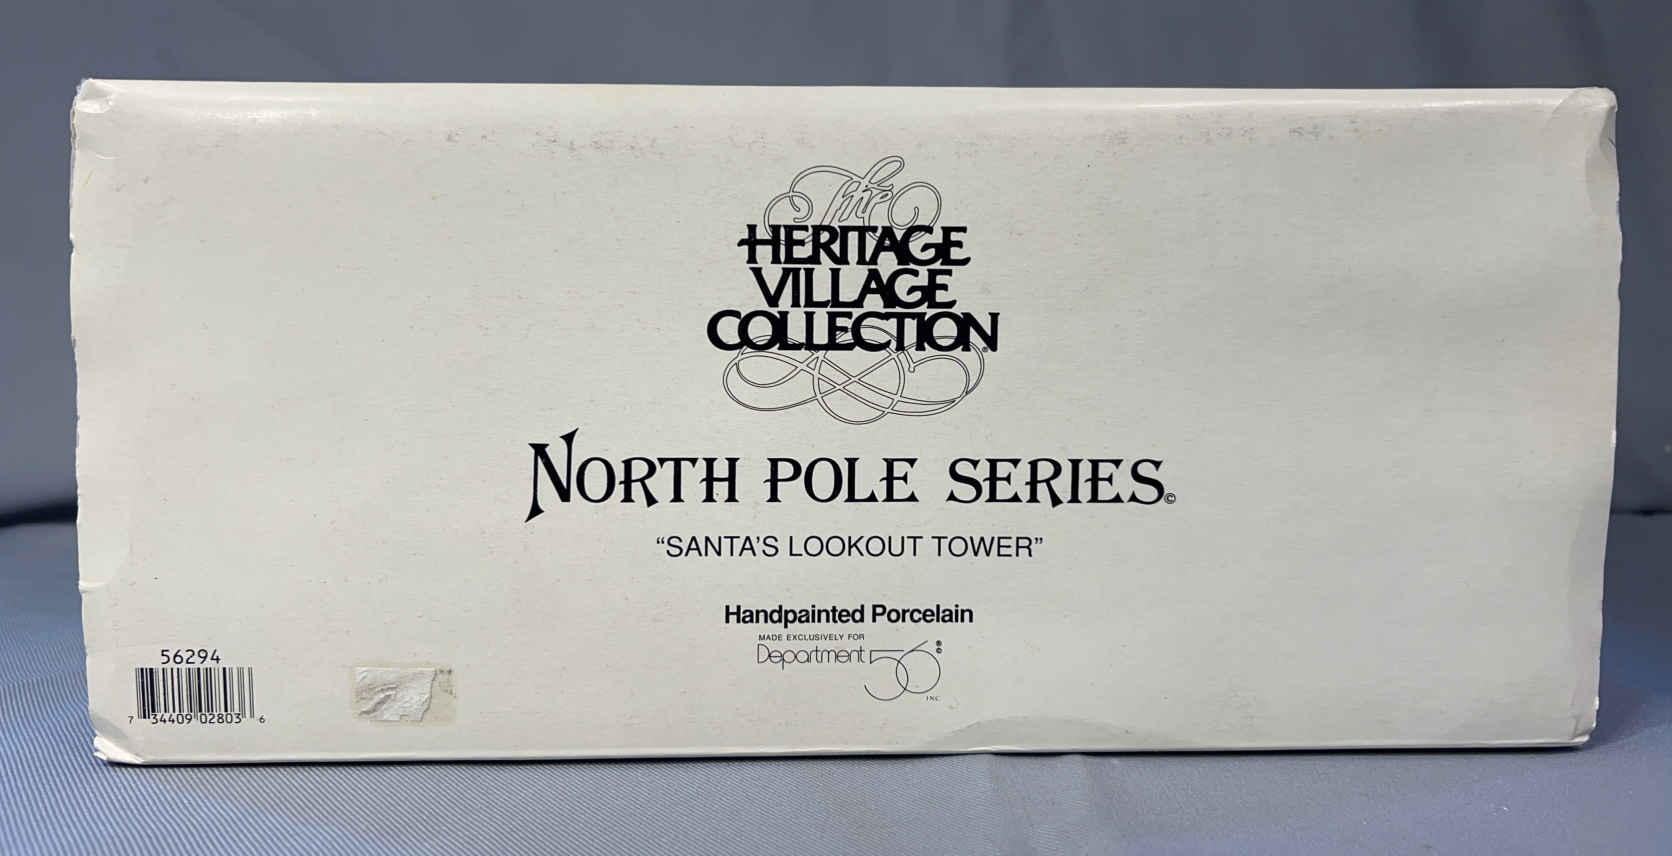 The
HERITAGE
VILLAGE
COLLECTION®
NORTH POLE SERIES©
“SANTA’S LOOKOUT TOWER”
Handpainted Porcelain
MADE EXCLUSIVELY FOR
Department 56®
INC.
56294
7 34409 02803 6